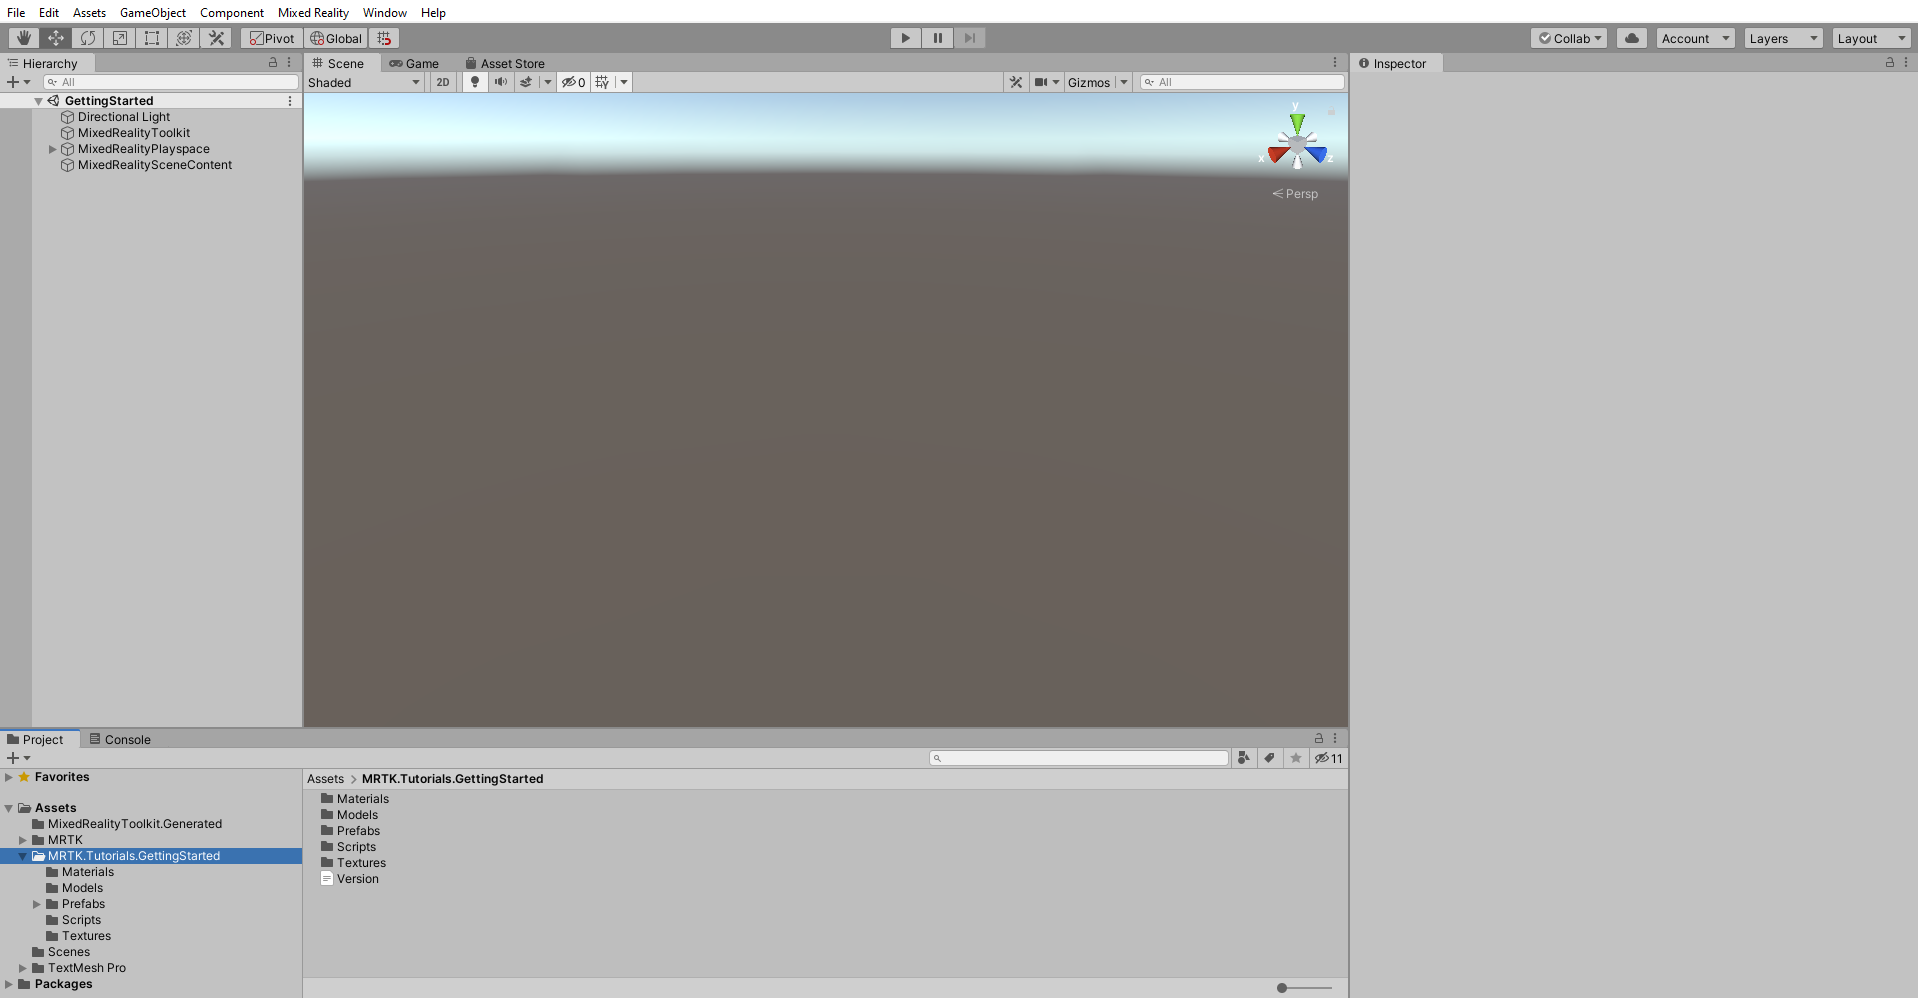 File Edit Assets GameObject Component Mixed Reality Window Help
Pivot Global Collab Account Layers Layout
Hierarchy
All
GettingStarted
Directional Light
MixedRealityToolkit
MixedRealityPlayspace
MixedRealitySceneContent
Scene Game Asset Store
Shaded 2D 0 Gizmos All
y
x z
Persp
Inspector
Project Console
11
Favorites
Assets
MixedRealityToolkit.Generated
MRTK
MRTK.Tutorials.GettingStarted
Materials
Models
Prefabs
Scripts
Textures
Scenes
TextMesh Pro
Packages
Assets > MRTK.Tutorials.GettingStarted
Materials
Models
Prefabs
Scripts
Textures
Version